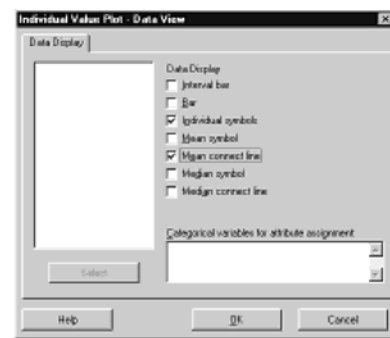 Individual Value Plot - Data View
Data Display
Data Display
Interval bar
Bar
Individual symbols
Mean symbol
Mean connect line
Median symbol
Median connect line
Categorical variables for attribute assignment
Select
Help
OK
Cancel